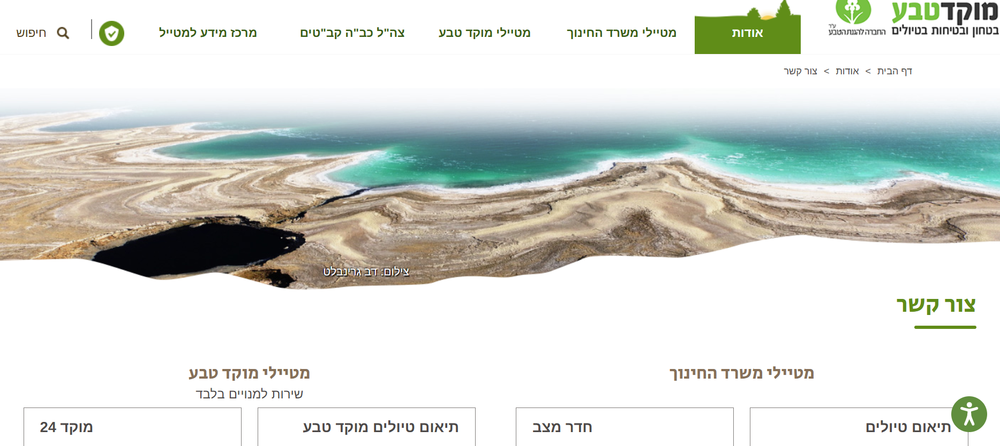 מוקדטבע
בטחון ובטיחות בטיולים
ע"ר
החברה להגנת הטבע
אודות
מטיילי משרד החינוך
מטיילי מוקד טבע
צה"ל כב"ה קב"טים
מרכז מידע למטייל
חיפוש
דף הבית > אודות > צור קשר
צילום: דב גרינבלט
צור קשר
מטיילי משרד החינוך
תיאום טיולים
חדר מצב
מטיילי מוקד טבע
שירות למנויים בלבד
תיאום טיולים מוקד טבע
מוקד 24